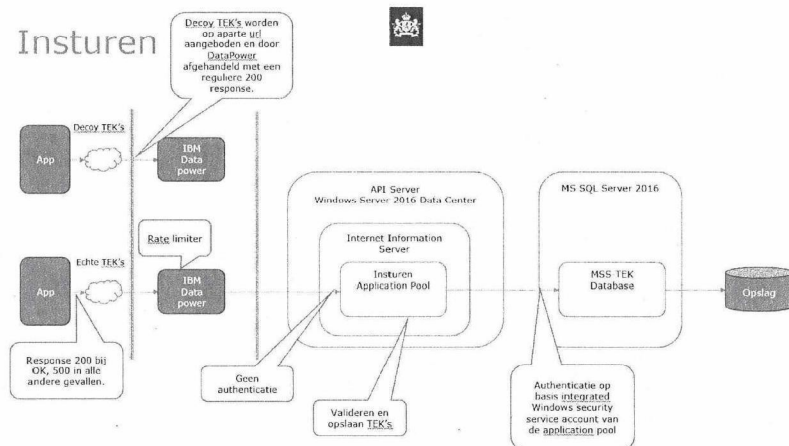 Insturen
Decoy TEK's worden
op aparte url
aangeboden en door
DataPower
afgehandeld met een
reguliere 200
response.
Decoy TEK's
App
IBM
Data
power
API Server
Windows Server 2016 Data Center
MS SQL Server 2016
Rate limiter
Internet Information
Server
Echte TEK's
App
IBM
Data
power
Insturen
Application Pool
MSS TEK
Database
Opslag
Response 200 bij
OK, 500 in alle
andere gevallen.
Geen
authenticatie
Valideren en
opslaan TEK's
Authenticatie op
basis integrated
Windows security
service account van
de application pool